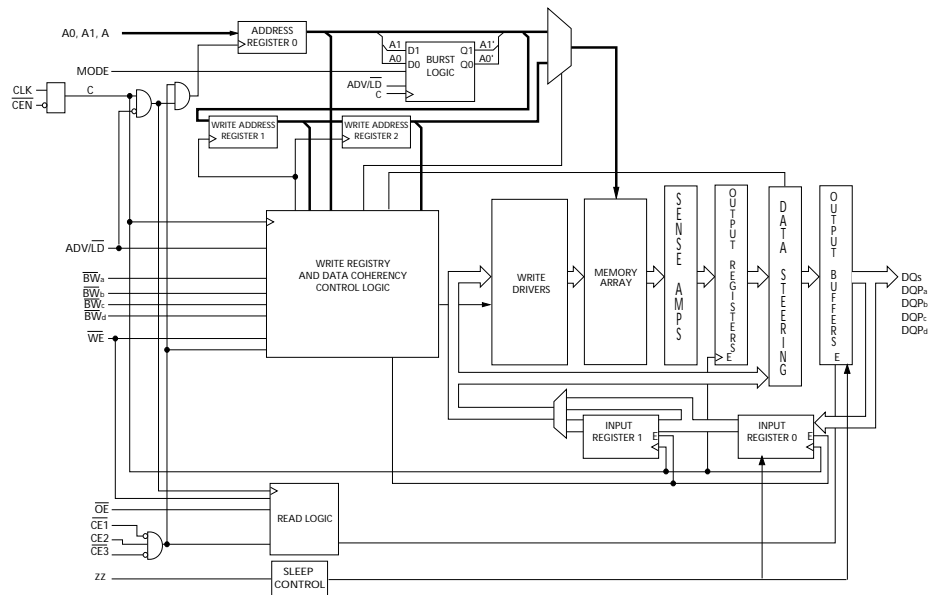 A0, A1, A
ADDRESS
REGISTER 0
MODE
A1
A0
D1
D0
BURST
LOGIC
Q1
Q0
A1'
A0'
ADV/LD
C
CLK
CEN
C
WRITE ADDRESS
REGISTER 1
WRITE ADDRESS
REGISTER 2
ADV/LD
BWa
BWb
BWc
BWd
WE
WRITE REGISTRY
AND DATA COHERENCY
CONTROL LOGIC
WRITE
DRIVERS
MEMORY
ARRAY
SENSE AMPS
OUTPUT REGISTERS
E
DATA STEERING
OUTPUT BUFFERS
E
DQs
DQPa
DQPb
DQPc
DQPd
INPUT
REGISTER 1
E
INPUT
REGISTER 0
E
OE
CE1
CE2
CE3
READ LOGIC
ZZ
SLEEP
CONTROL